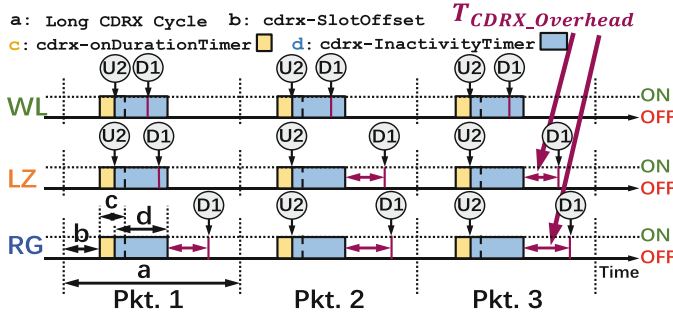 a: Long CDRX Cycle b: cdrx-SlotOffset
T_CDRX_Overhead
c: cdrx-onDurationTimer d: cdrx-InactivityTimer
U2 D1 U2 D1 U2 D1
WL ON
OFF
U2 D1 U2 D1 U2 D1
LZ ON
OFF
c d
D1 U2 D1 U2 D1
b
RG ON
OFF
a Time
Pkt. 1 Pkt. 2 Pkt. 3